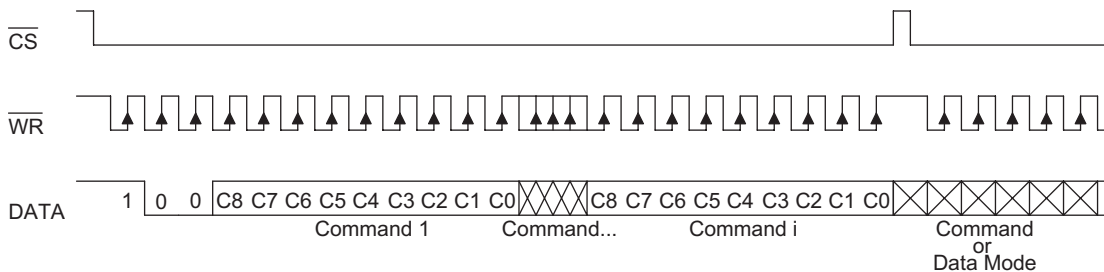 CS
WR
DATA
1 0 0 C8 C7 C6 C5 C4 C3 C2 C1 C0 C8 C7 C6 C5 C4 C3 C2 C1 C0
Command 1 Command... Command i Command
or
Data Mode